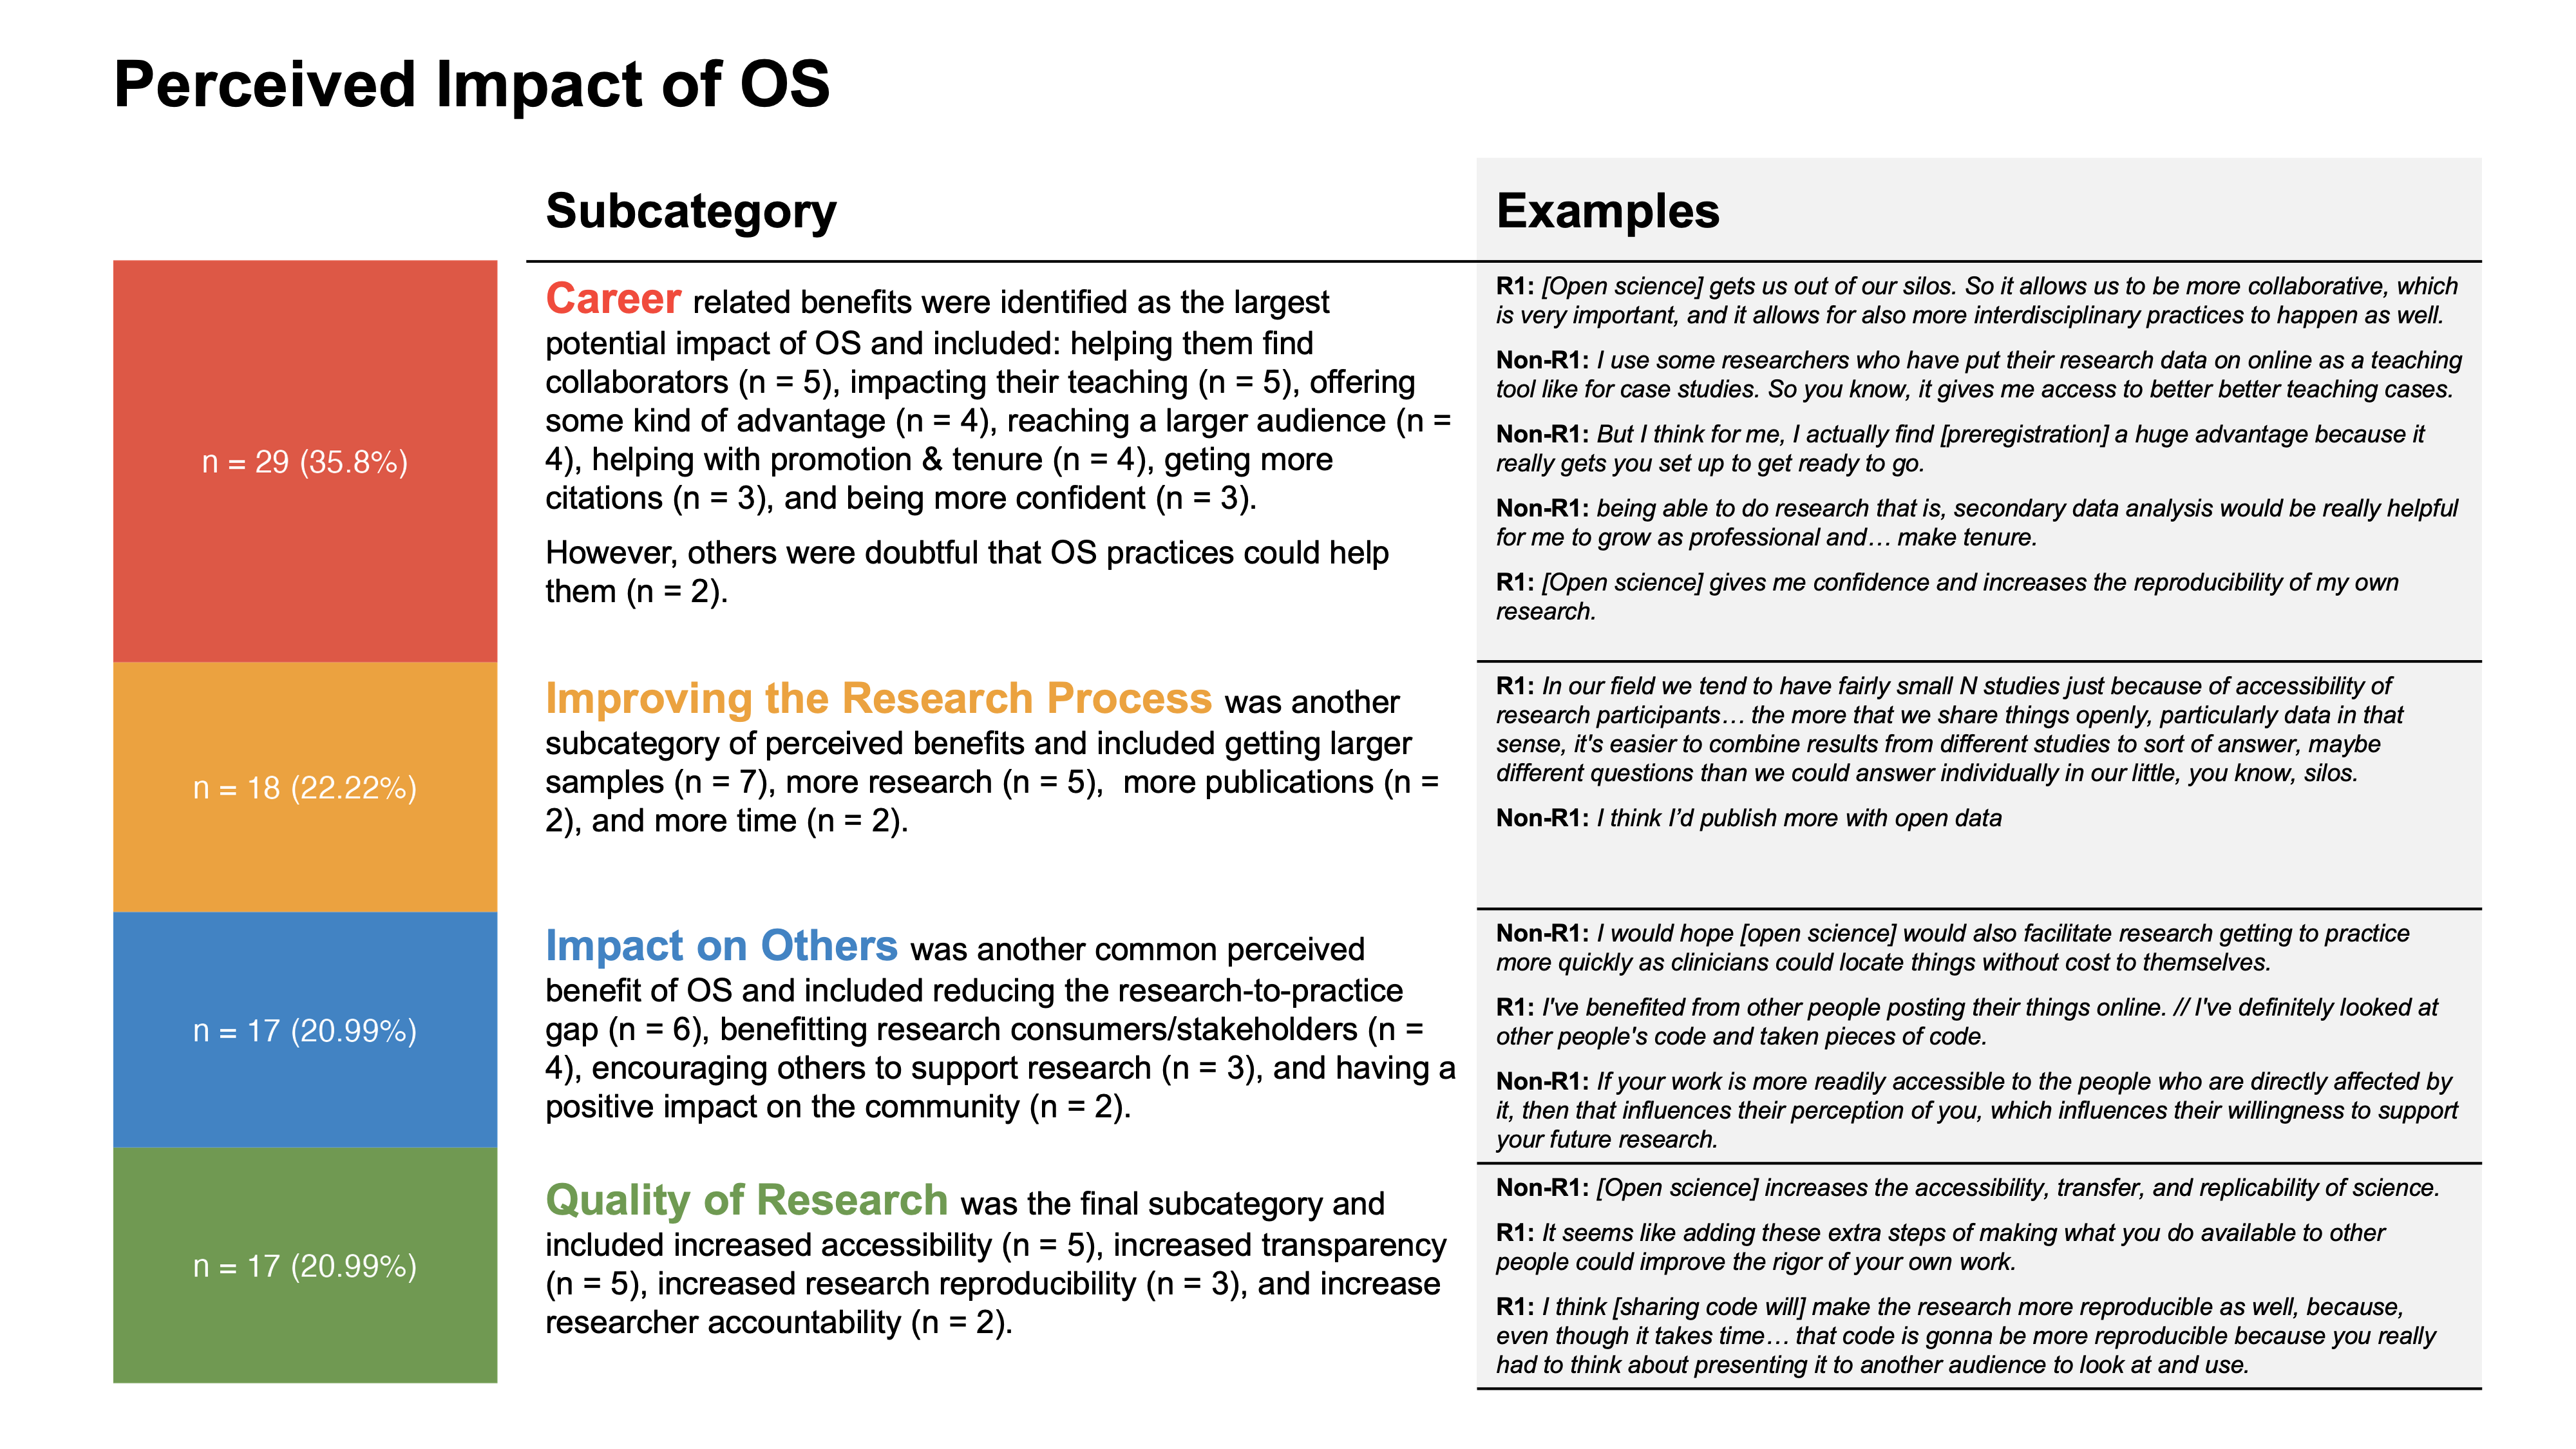 Perceived Impact of OS
Subcategory
Examples
n = 29 (35.8%)
Career related benefits were identified as the largest
potential impact of OS and included: helping them find
collaborators (n = 5), impacting their teaching (n = 5), offering
some kind of advantage (n = 4), reaching a larger audience (n =
4), helping with promotion & tenure (n = 4), geting more
citations (n = 3), and being more confident (n = 3).
However, others were doubtful that OS practices could help
them (n = 2).
R1: [Open science] gets us out of our silos. So it allows us to be more collaborative, which
is very important, and it allows for also more interdisciplinary practices to happen as well.
Non-R1: I use some researchers who have put their research data on online as a teaching
tool like for case studies. So you know, it gives me access to better better teaching cases.
Non-R1: But I think for me, I actually find [preregistration] a huge advantage because it
really gets you set up to get ready to go.
Non-R1: being able to do research that is, secondary data analysis would be really helpful
for me to grow as professional and… make tenure.
R1: [Open science] gives me confidence and increases the reproducibility of my own
research.
n = 18 (22.22%)
Improving the Research Process was another
subcategory of perceived benefits and included getting larger
samples (n = 7), more research (n = 5),  more publications (n =
2), and more time (n = 2).
R1: In our field we tend to have fairly small N studies just because of accessibility of
research participants… the more that we share things openly, particularly data in that
sense, it's easier to combine results from different studies to sort of answer, maybe
different questions than we could answer individually in our little, you know, silos.
Non-R1: I think I’d publish more with open data
n = 17 (20.99%)
Impact on Others was another common perceived
benefit of OS and included reducing the research-to-practice
gap (n = 6), benefitting research consumers/stakeholders (n =
4), encouraging others to support research (n = 3), and having a
positive impact on the community (n = 2).
Non-R1: I would hope [open science] would also facilitate research getting to practice
more quickly as clinicians could locate things without cost to themselves.
R1: I've benefited from other people posting their things online. // I've definitely looked at
other people's code and taken pieces of code.
Non-R1: If your work is more readily accessible to the people who are directly affected by
it, then that influences their perception of you, which influences their willingness to support
your future research.
n = 17 (20.99%)
Quality of Research was the final subcategory and
included increased accessibility (n = 5), increased transparency
(n = 5), increased research reproducibility (n = 3), and increase
researcher accountability (n = 2).
Non-R1: [Open science] increases the accessibility, transfer, and replicability of science.
R1: It seems like adding these extra steps of making what you do available to other
people could improve the rigor of your own work.
R1: I think [sharing code will] make the research more reproducible as well, because,
even though it takes time… that code is gonna be more reproducible because you really
had to think about presenting it to another audience to look at and use.